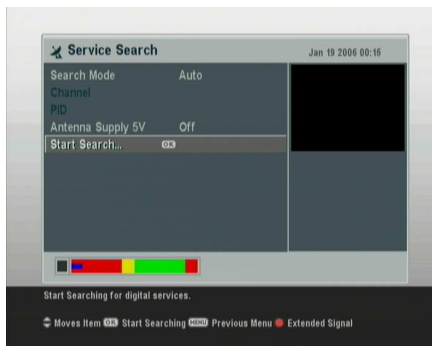 Service Search
Jan 19 2006 00:15
Search Mode Auto
Channel
PID
Antenna Supply 5V Off
Start Search... OK
Start Searching for digital services.
Moves Item OK Start Searching MENU Previous Menu Extended Signal